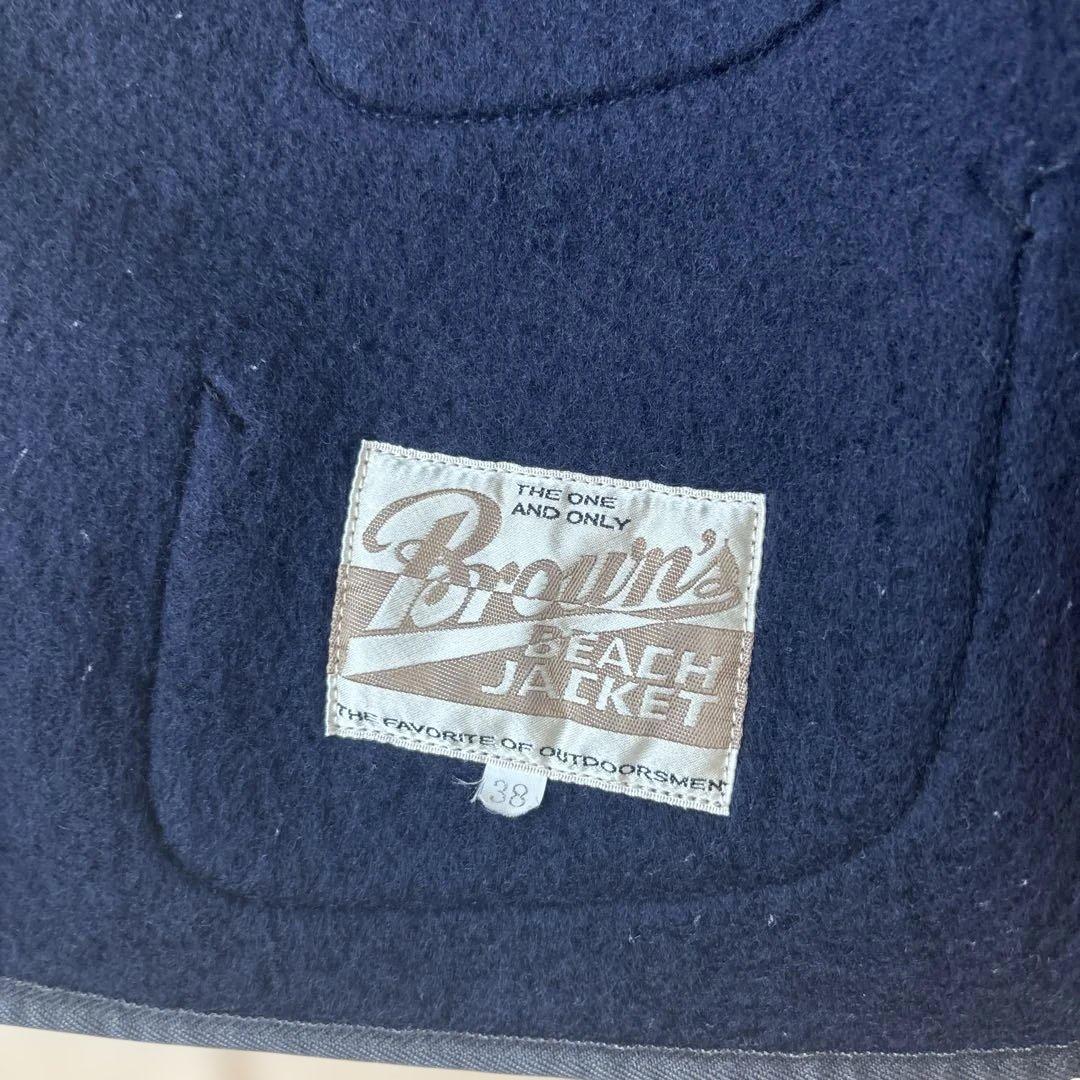 THE ONE
AND ONLY
Brown's
BEACH
JACKET
THE FAVORITE OF OUTDOORSMEN
38